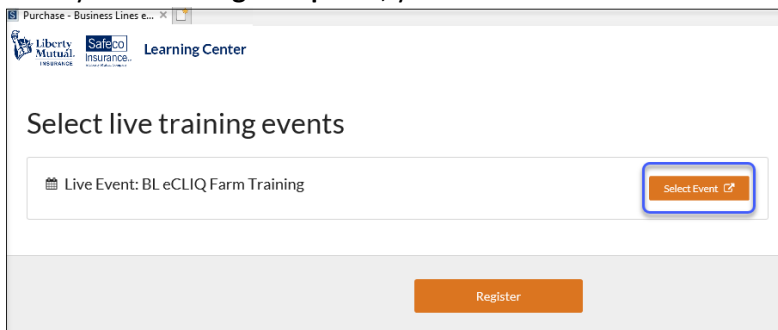 Purchase - Business Lines e...
Liberty Mutual. INSURANCE
Safeco Insurance..
Learning Center
Select live training events
Live Event: BL eCLIQ Farm Training
Select Event
Register